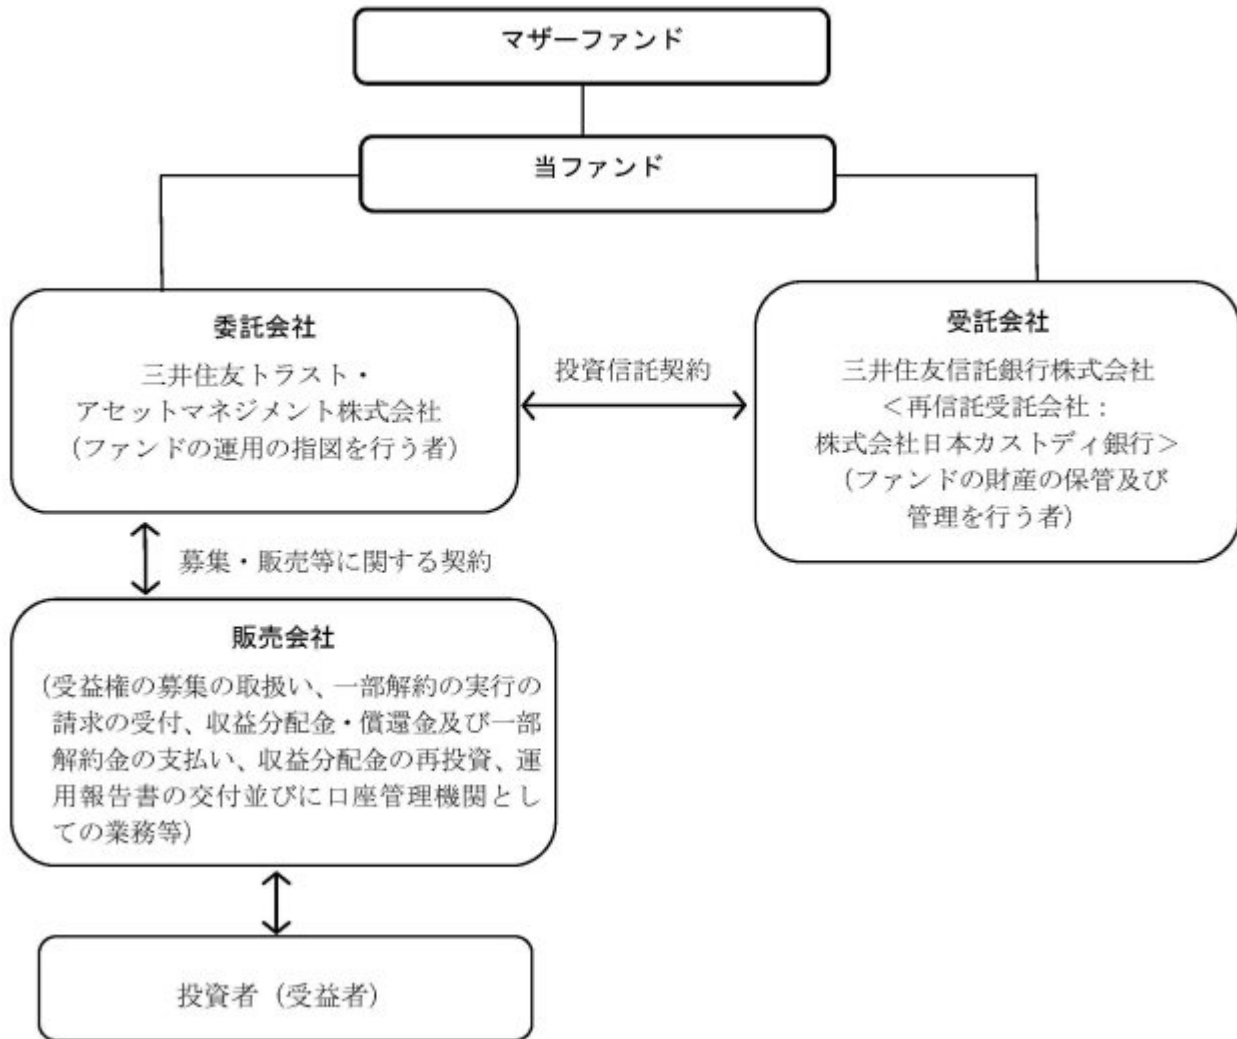 マザーファンド
当ファンド
委託会社
三井住友トラスト・
アセットマネジメント株式会社
（ファンドの運用の指図を行う者）
投資信託契約
受託会社
三井住友信託銀行株式会社
＜再信託受託会社：
株式会社日本カストディ銀行＞
（ファンドの財産の保管及び
管理を行う者）
募集・販売等に関する契約
販売会社
（受益権の募集の取扱い、一部解約の実行の
請求の受付、収益分配金・償還金及び一部
解約金の支払い、収益分配金の再投資、運
用報告書の交付並びに口座管理機関とし
ての業務等）
投資者（受益者）